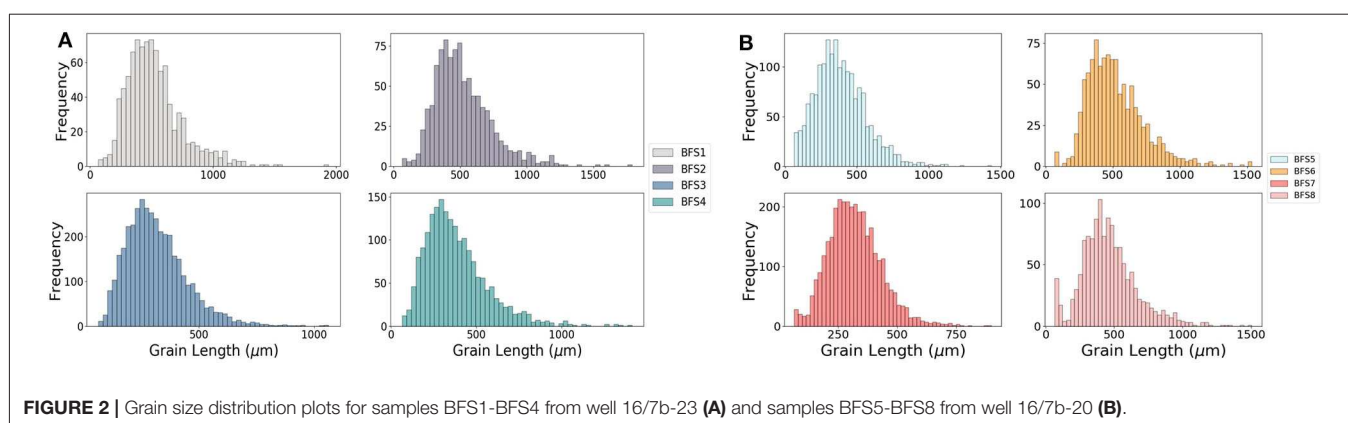 A
Frequency
60
40
20
0
0
1000
2000
75
50
25
0
0
500
1000
1500
BFS1
BFS2
BFS3
BFS4
Frequency
200
100
0
500
1000
Grain Length (μm)
150
100
50
0
0
500
1000
Grain Length (μm)
B
Frequency
100
50
0
0
500
1000
1500
75
50
25
0
0
500
1000
1500
BFS5
BFS6
BFS7
BFS8
Frequency
200
100
0
250
500
750
Grain Length (μm)
100
50
0
0
500
1000
1500
Grain Length (μm)
FIGURE 2 | Grain size distribution plots for samples BFS1-BFS4 from well 16/7b-23 (A) and samples BFS5-BFS8 from well 16/7b-20 (B).